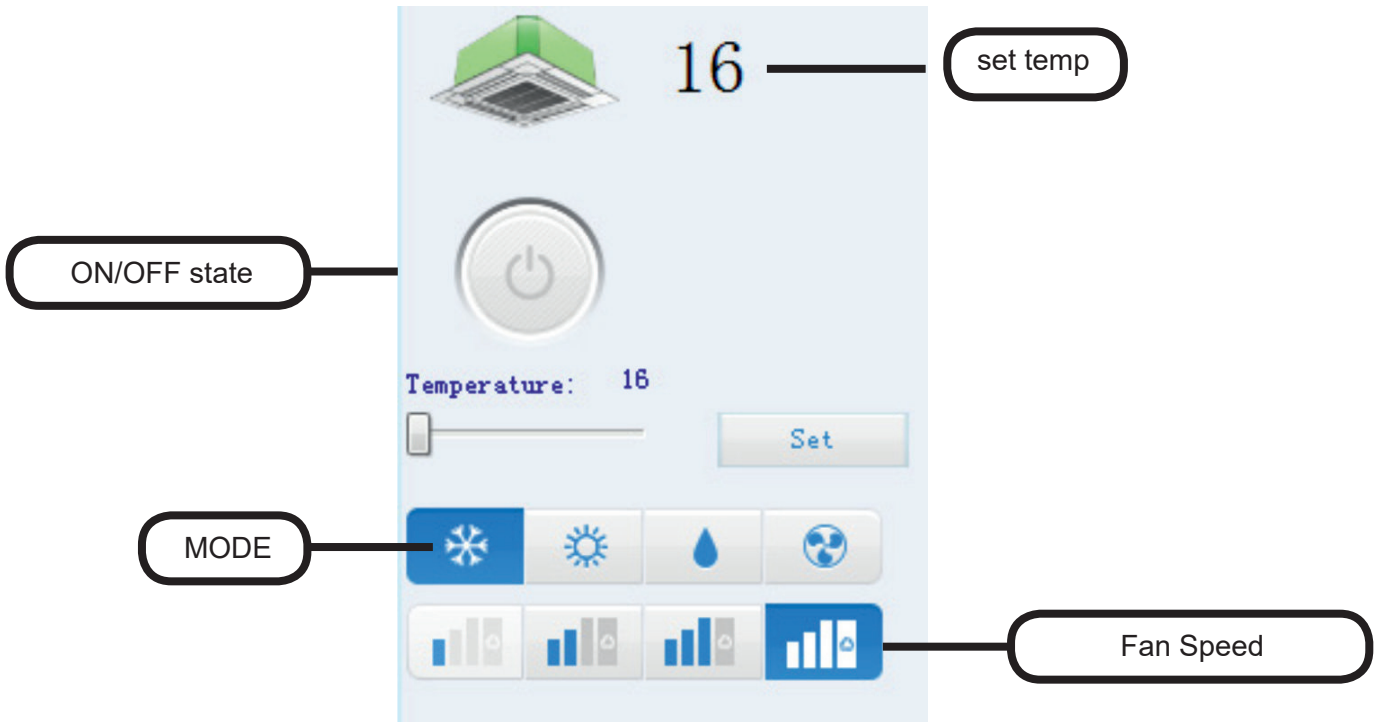 16
set temp
ON/OFF state
Temperature: 16
Set
MODE
Fan Speed